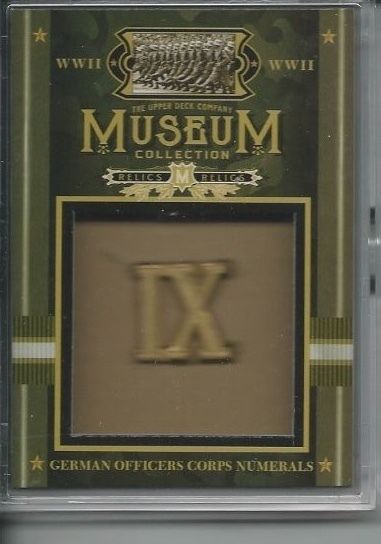 WWII WWII
THE UPPER DECK COMPANY
MUSEUM
COLLECTION
RELICS M RELICS
IX
GERMAN OFFICERS CORPS NUMERALS